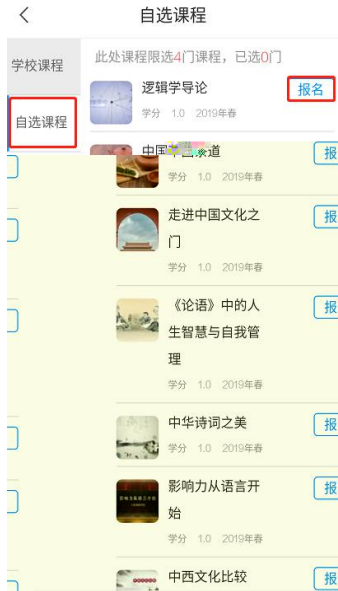 自选课程
学校课程
自选课程
此处课程限选4门课程，已选0门
逻辑学导论
报名
学分 1.0 2019年春
中国
道
报
学分 1.0 2019年春
走进中国文化之
门
报
学分 1.0 2019年春
《论语》中的人
生智慧与自我管
理
报
学分 1.0 2019年春
中华诗词之美
报
学分 1.0 2019年春
影响力从语言开
始
报
学分 1.0 2019年春
中西文化比较
报